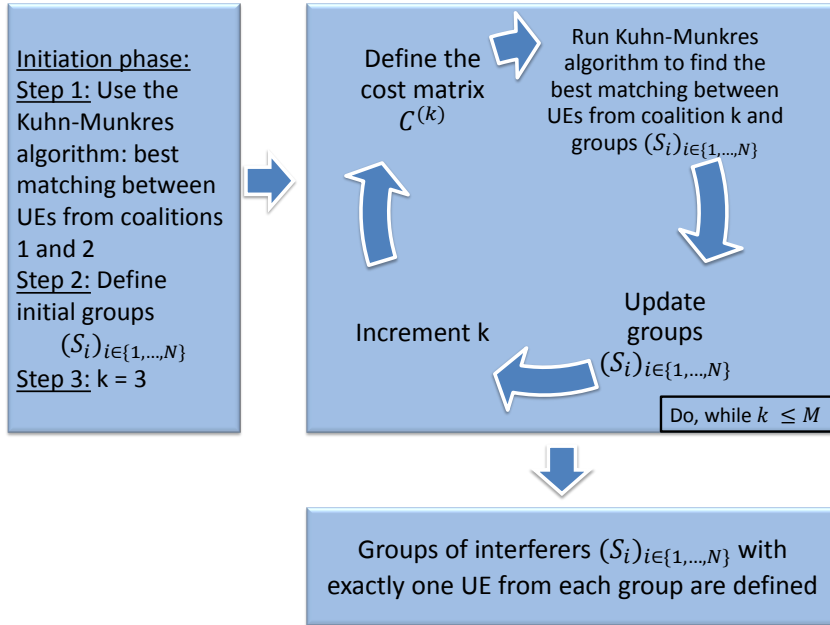 Initiation phase:
Step 1: Use the
Kuhn-Munkres
algorithm: best
matching between
UEs from coalitions
1 and 2
Step 2: Define
initial groups
(S_i)_{i∈{1,…,N}}
Step 3: k = 3
Define the
cost matrix
C^{(k)}
Run Kuhn-Munkres
algorithm to find the
best matching between
UEs from coalition k and
groups (S_i)_{i∈{1,…,N}}
Update
groups
(S_i)_{i∈{1,…,N}}
Increment k
Do, while k ≤ M
Groups of interferers (S_i)_{i∈{1,…,N}} with
exactly one UE from each group are defined